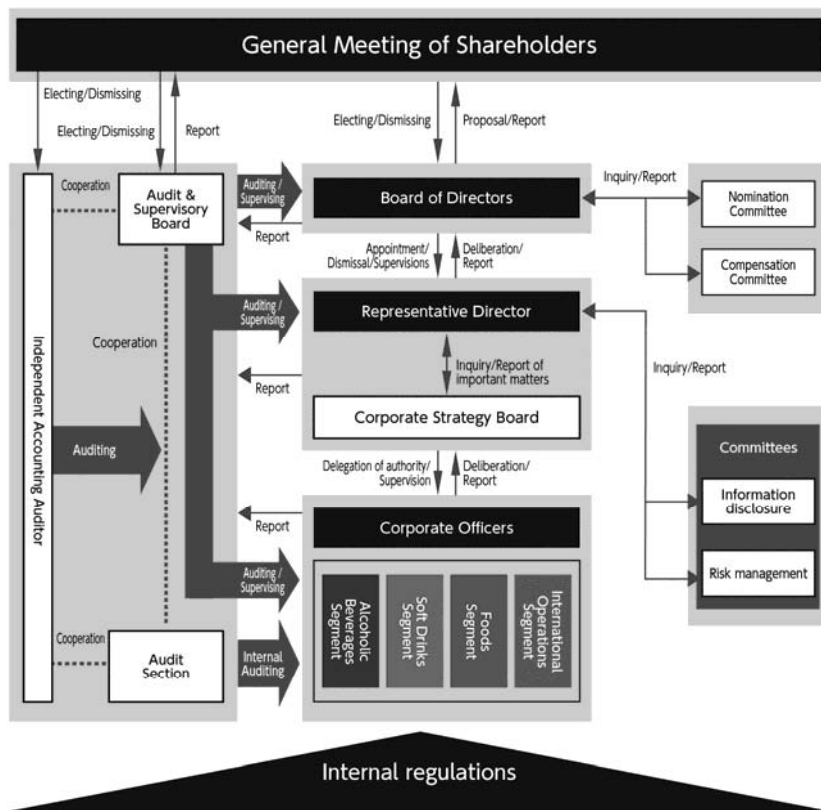 General Meeting of Shareholders
Electing/Dismissing
Electing/Dismissing
Report
Electing/Dismissing
Proposal/Report
Cooperation
Audit &
Supervisory
Board
Auditing /
Supervising
Report
Board of Directors
Inquiry/Report
Nomination
Committee
Compensation
Committee
Appointment/
Dismissal/Supervisions
Deliberation/
Report
Independent Accounting Auditor
Cooperation
Auditing /
Supervising
Report
Representative Director
Inquiry/Report of
important matters
Corporate Strategy Board
Inquiry/Report
Auditing
Delegation of authority/
Supervision
Deliberation/
Report
Committees
Information
disclosure
Risk management
Report
Corporate Officers
Auditing /
Supervising
Alcoholic
Beverages
Segment
Soft Drinks
Segment
Foods
Segment
International
Operations
Segment
Cooperation
Audit
Section
Internal
Auditing
Internal regulations